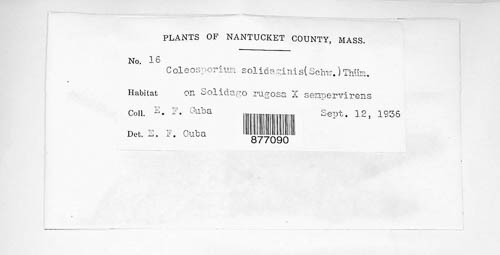 PLANTS OF NANTUCKET COUNTY, MASS.
No. 16
Coleosporium solidaginis(Schw.)Thüm.
Habitat on Solidago rugosa X sempervirens
Coll. E. F. Guba Sept. 12, 1936
Det. E. F. Guba
877090